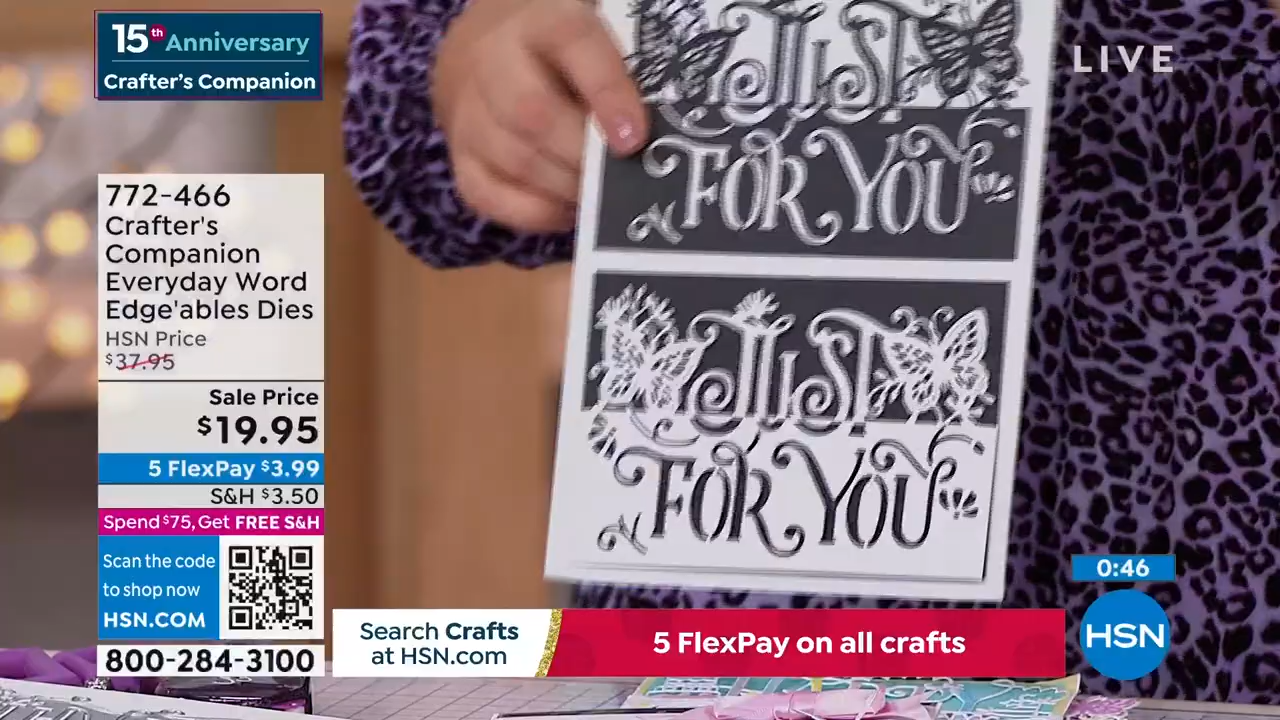 15th Anniversary
Crafter's Companion
LIVE
772-466
Crafter's
Companion
Everyday Word
Edge'ables Dies
HSN Price
$37.95
Sale Price
$19.95
5 FlexPay $3.99
S&H $3.50
Spend $75, Get FREE S&H
Scan the code
to shop now
HSN.COM
800-284-3100
JUST
FOR YOU
JUST
FOR YOU
Search Crafts
at HSN.com
5 FlexPay on all crafts
0:46
HSN